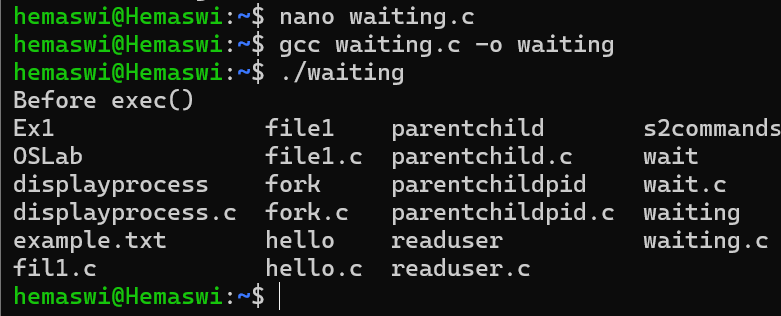 hemaswi@Hemaswi:~$ nano waiting.c
hemaswi@Hemaswi:~$ gcc waiting.c -o waiting
hemaswi@Hemaswi:~$ ./waiting
Before exec()
Ex1 file1 parentchild s2commands
OSLab file1.c parentchild.c wait
displayprocess fork parentchildpid wait.c
displayprocess.c fork.c parentchildpid.c waiting
example.txt hello readuser waiting.c
fil1.c hello.c readuser.c
hemaswi@Hemaswi:~$